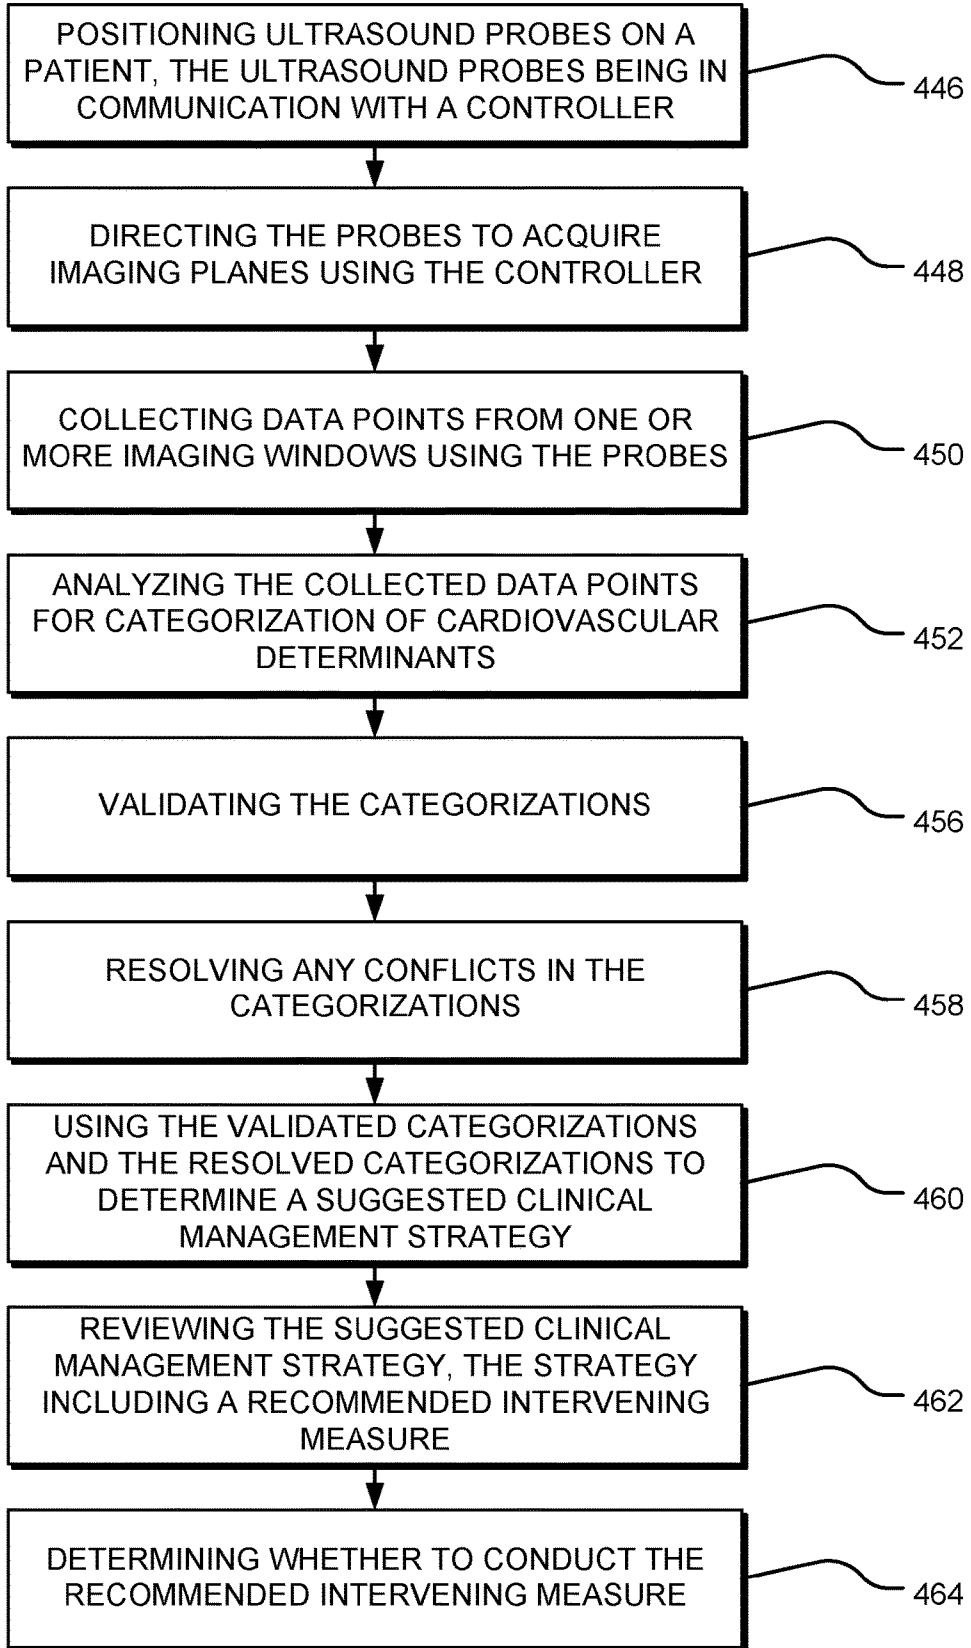 POSITIONING ULTRASOUND PROBES ON A
PATIENT, THE ULTRASOUND PROBES BEING IN
COMMUNICATION WITH A CONTROLLER
446
DIRECTING THE PROBES TO ACQUIRE
IMAGING PLANES USING THE CONTROLLER
448
COLLECTING DATA POINTS FROM ONE OR
MORE IMAGING WINDOWS USING THE PROBES
450
ANALYZING THE COLLECTED DATA POINTS
FOR CATEGORIZATION OF CARDIOVASCULAR
DETERMINANTS
452
VALIDATING THE CATEGORIZATIONS
456
RESOLVING ANY CONFLICTS IN THE
CATEGORIZATIONS
458
USING THE VALIDATED CATEGORIZATIONS
AND THE RESOLVED CATEGORIZATIONS TO
DETERMINE A SUGGESTED CLINICAL
MANAGEMENT STRATEGY
460
REVIEWING THE SUGGESTED CLINICAL
MANAGEMENT STRATEGY, THE STRATEGY
INCLUDING A RECOMMENDED INTERVENING
MEASURE
462
DETERMINING WHETHER TO CONDUCT THE
RECOMMENDED INTERVENING MEASURE
464